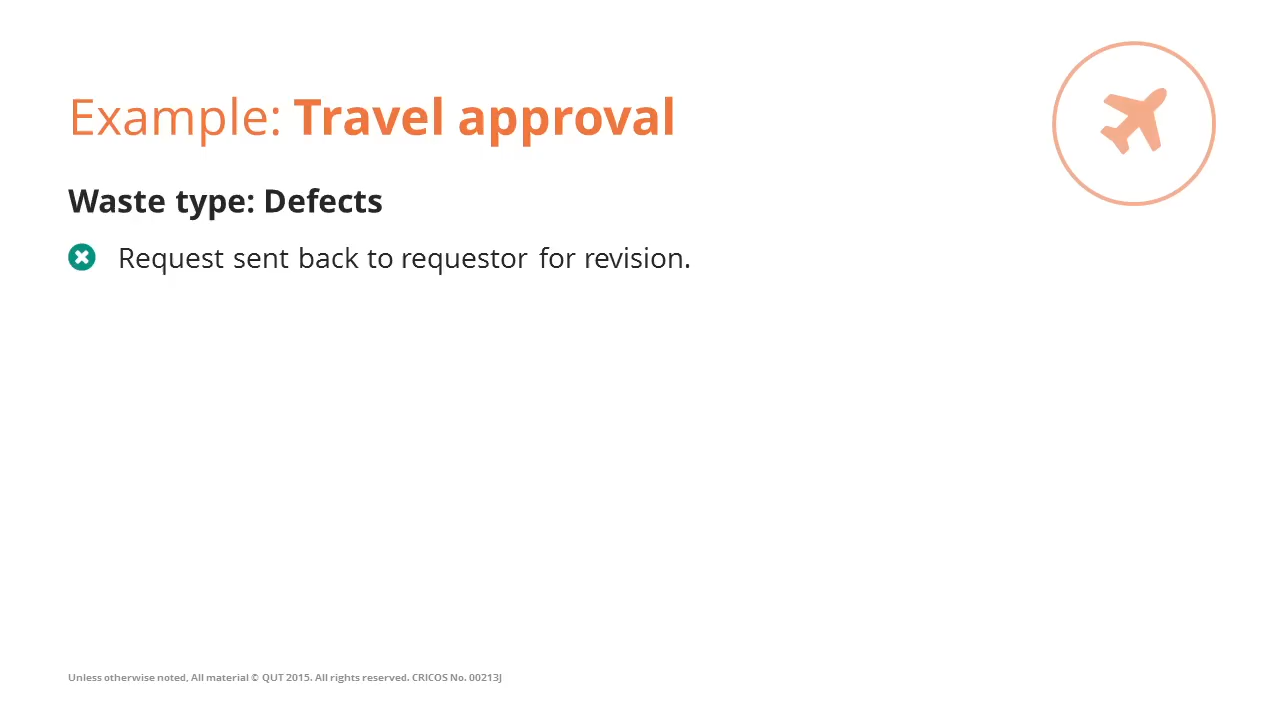 Example: Travel approval
Waste type: Defects
Request sent back to requestor for revision.
Unless otherwise noted, All material © QUT 2015. All rights reserved. CRICOS No. 00213J